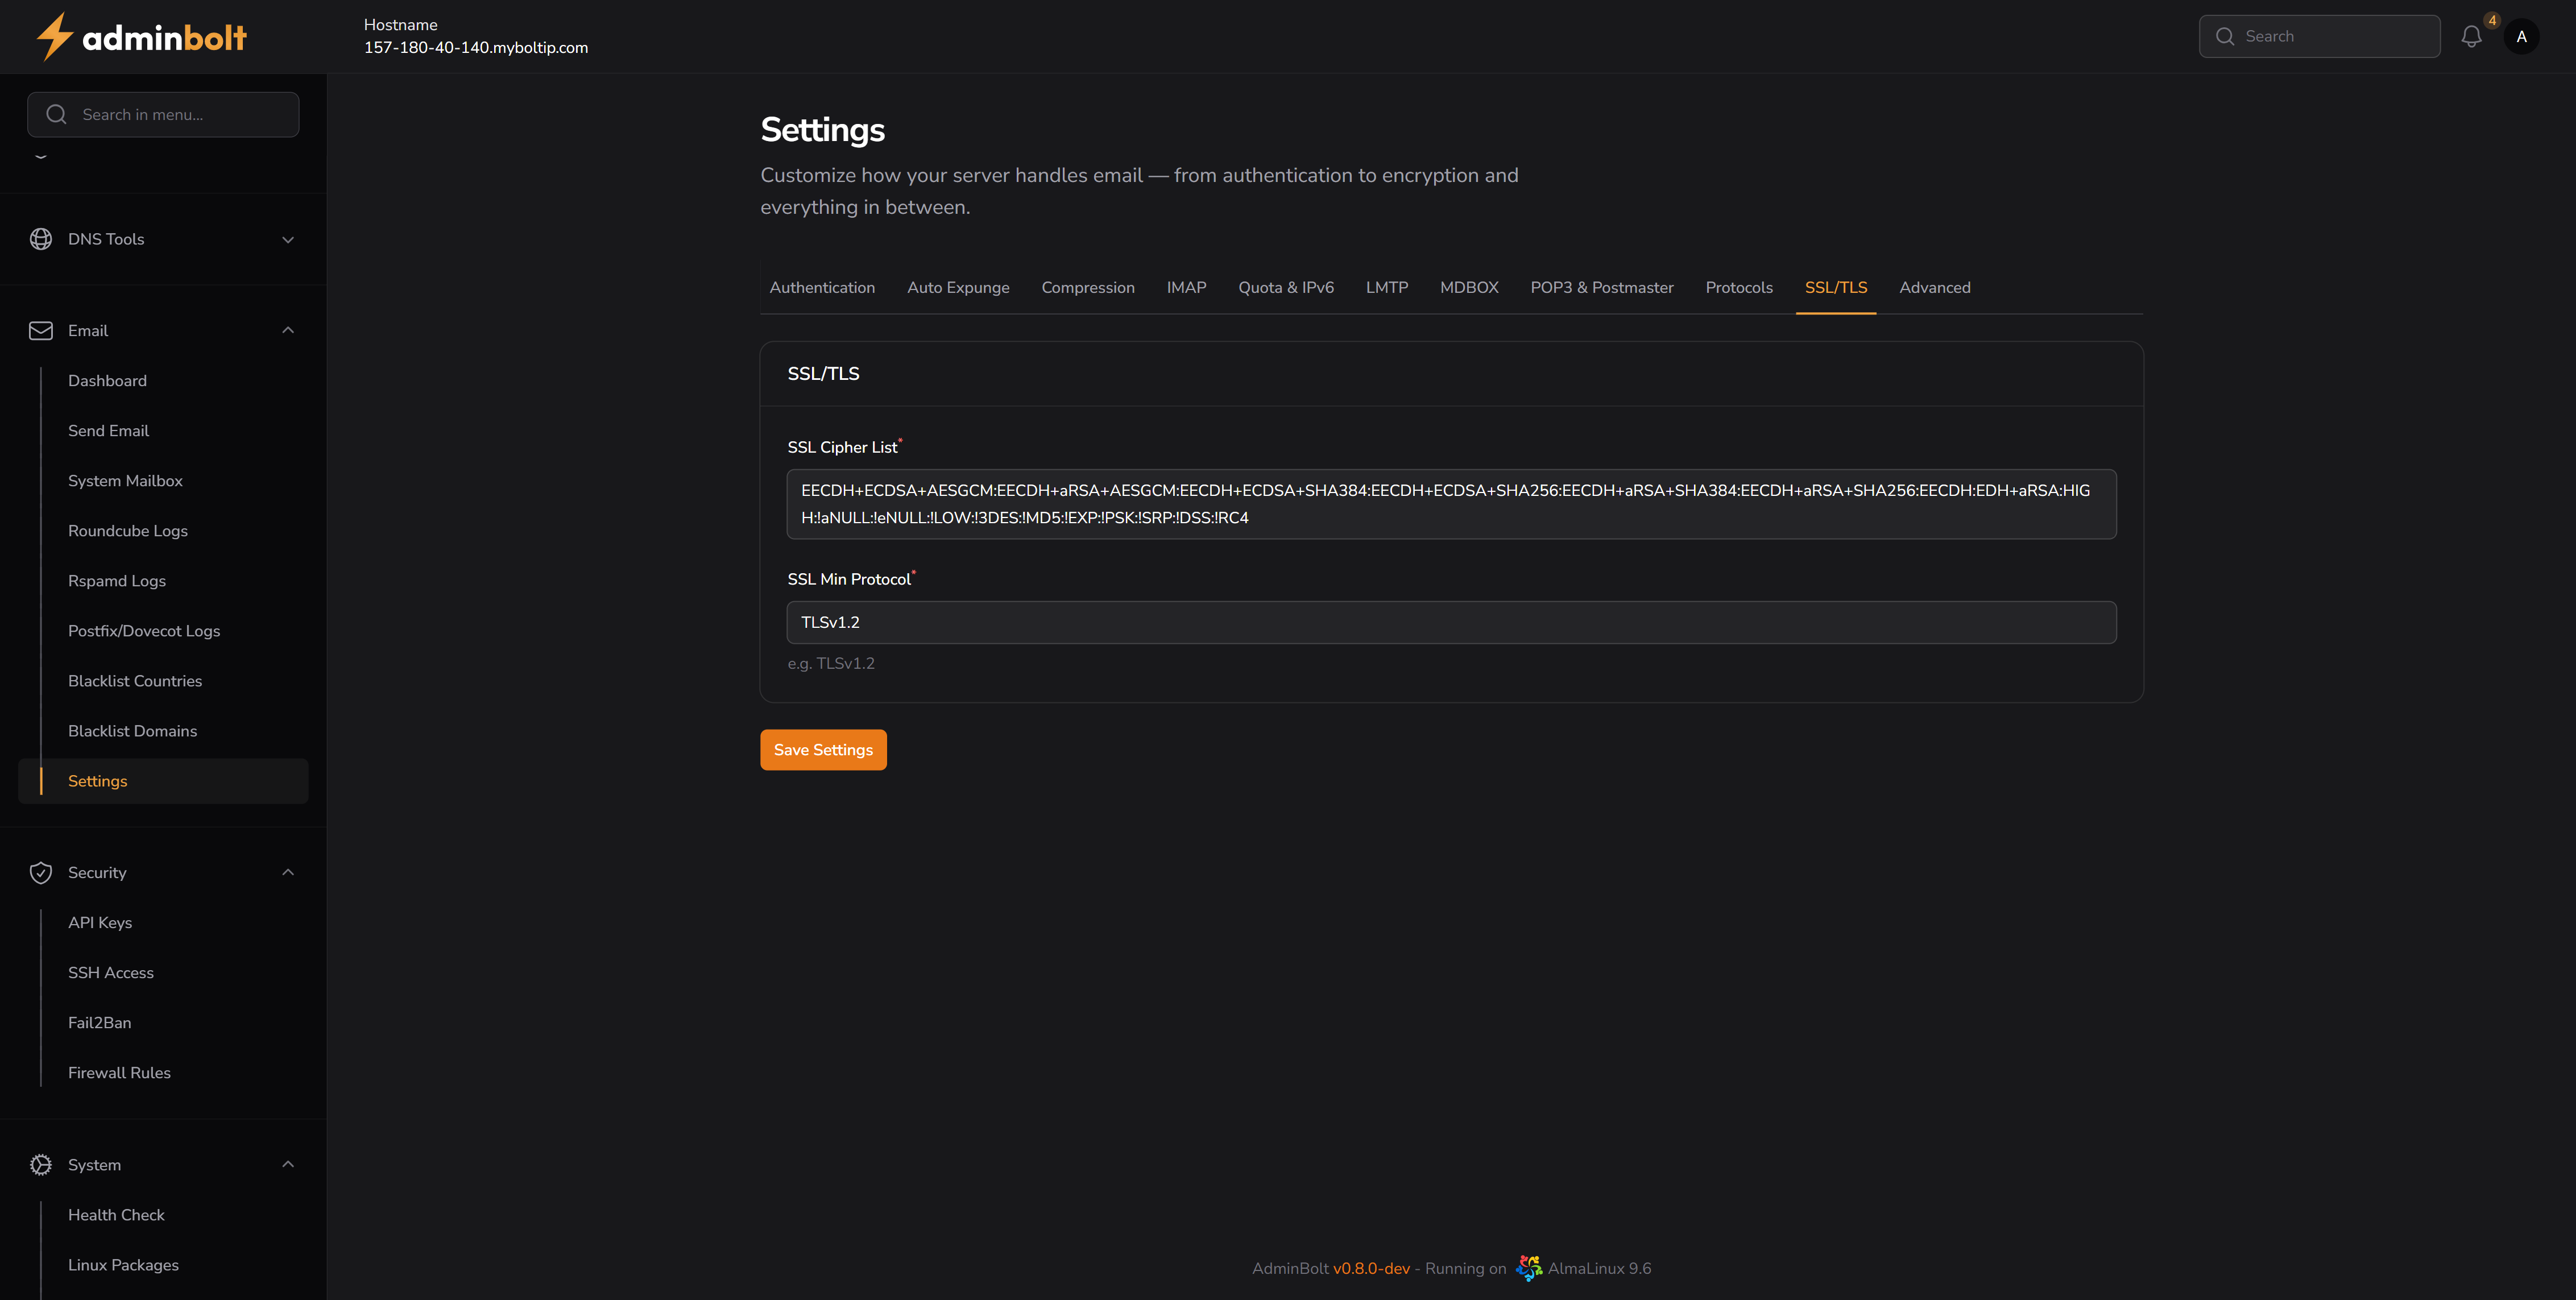 adminbolt
Hostname
157-180-40-140.myboltip.com
Search
4
A
Search in menu...
DNS Tools
Email
Dashboard
Send Email
System Mailbox
Roundcube Logs
Rspamd Logs
Postfix/Dovecot Logs
Blacklist Countries
Blacklist Domains
Settings
Security
API Keys
SSH Access
Fail2Ban
Firewall Rules
System
Health Check
Linux Packages
Settings
Customize how your server handles email — from authentication to encryption and
everything in between.
Authentication Auto Expunge Compression IMAP Quota & IPv6 LMTP MDBOX POP3 & Postmaster Protocols SSL/TLS Advanced
SSL/TLS
SSL Cipher List*
EECDH+ECDSA+AESGCM:EECDH+aRSA+AESGCM:EECDH+ECDSA+SHA384:EECDH+ECDSA+SHA256:EECDH+aRSA+SHA384:EECDH+aRSA+SHA256:EECDH:EDH+aRSA:HIG
H:!aNULL:!eNULL:!LOW:!3DES:!MD5:!EXP:!PSK:!SRP:!DSS:!RC4
SSL Min Protocol*
TLSv1.2
e.g. TLSv1.2
Save Settings
AdminBolt v0.8.0-dev - Running on AlmaLinux 9.6